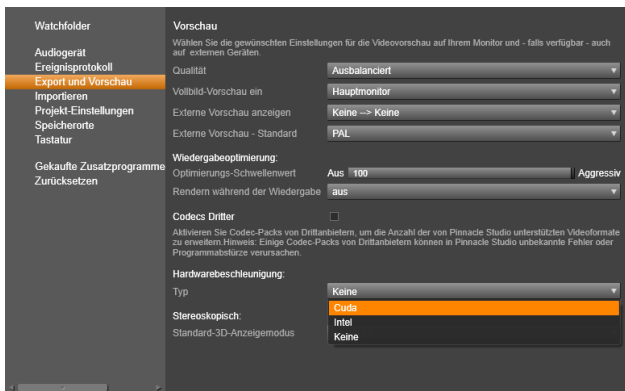 Watchfolder
Audiogerät
Ereignisprotokoll
Export und Vorschau
Importieren
Projekt-Einstellungen
Speicherorte
Tastatur
Gekaufte Zusatzprogramme
Zurücksetzen
Vorschau
Wählen Sie die gewünschten Einstellungen für die Videovorschau auf Ihrem Monitor und - falls verfügbar - auch
auf externen Geräten.
Qualität Ausbalanciert
Vollbild-Vorschau ein Hauptmonitor
Externe Vorschau anzeigen Keine --> Keine
Externe Vorschau - Standard PAL
Wiedergabeoptimierung:
Optimierungs-Schwellenwert Aus 100 Aggressiv
Rendern während der Wiedergabe aus
Codecs Dritter
Aktivieren Sie Codec-Packs von Drittanbietern, um die Anzahl der von Pinnacle Studio unterstützten Videoformate
zu erweitern.Hinweis: Einige Codec-Packs von Drittanbietern können in Pinnacle Studio unbekannte Fehler oder
Programmabstürze verursachen.
Hardwarebeschleunigung:
Typ Keine
Cuda
Intel
Keine
Stereoskopisch:
Standard-3D-Anzeigemodus